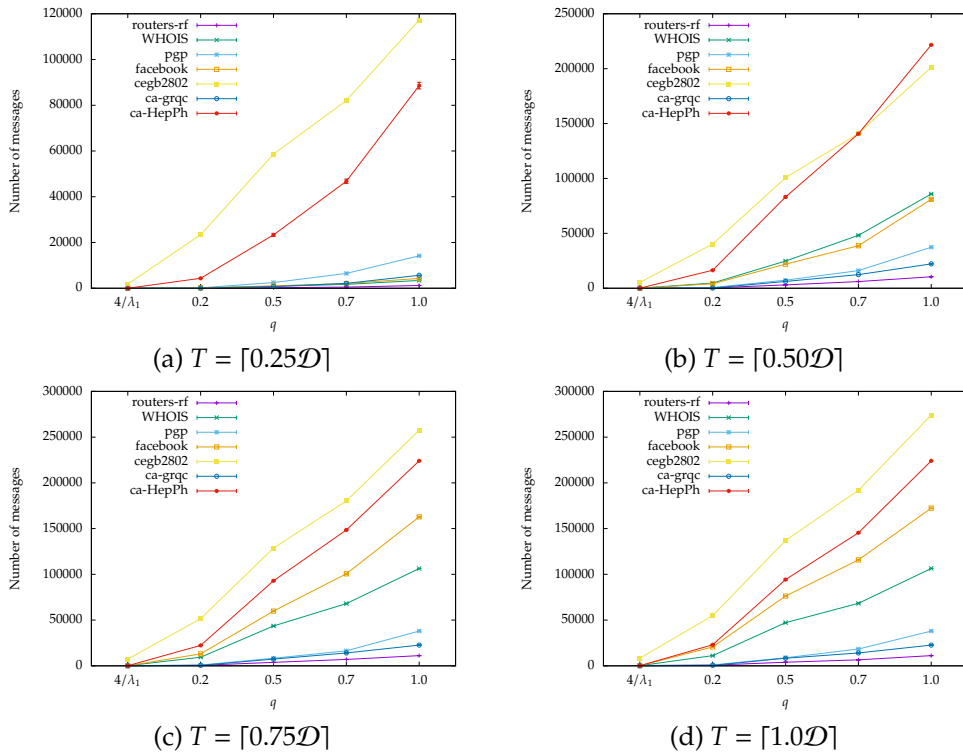 120000
100000
80000
60000
40000
20000
0
Number of messages
routers-rf
WHOIS
pgp
facebook
cegb2802
ca-grqc
ca-HepPh
4/λ₁ 0.2 0.5 0.7 1.0
q
(a) T = ⌈0.25𝒟⌉
250000
200000
150000
100000
50000
0
Number of messages
routers-rf
WHOIS
pgp
facebook
cegb2802
ca-grqc
ca-HepPh
4/λ₁ 0.2 0.5 0.7 1.0
q
(b) T = ⌈0.50𝒟⌉
300000
250000
200000
150000
100000
50000
0
Number of messages
routers-rf
WHOIS
pgp
facebook
cegb2802
ca-grqc
ca-HepPh
4/λ₁ 0.2 0.5 0.7 1.0
q
(c) T = ⌈0.75𝒟⌉
300000
250000
200000
150000
100000
50000
0
Number of messages
routers-rf
WHOIS
pgp
facebook
cegb2802
ca-grqc
ca-HepPh
4/λ₁ 0.2 0.5 0.7 1.0
q
(d) T = ⌈1.0𝒟⌉